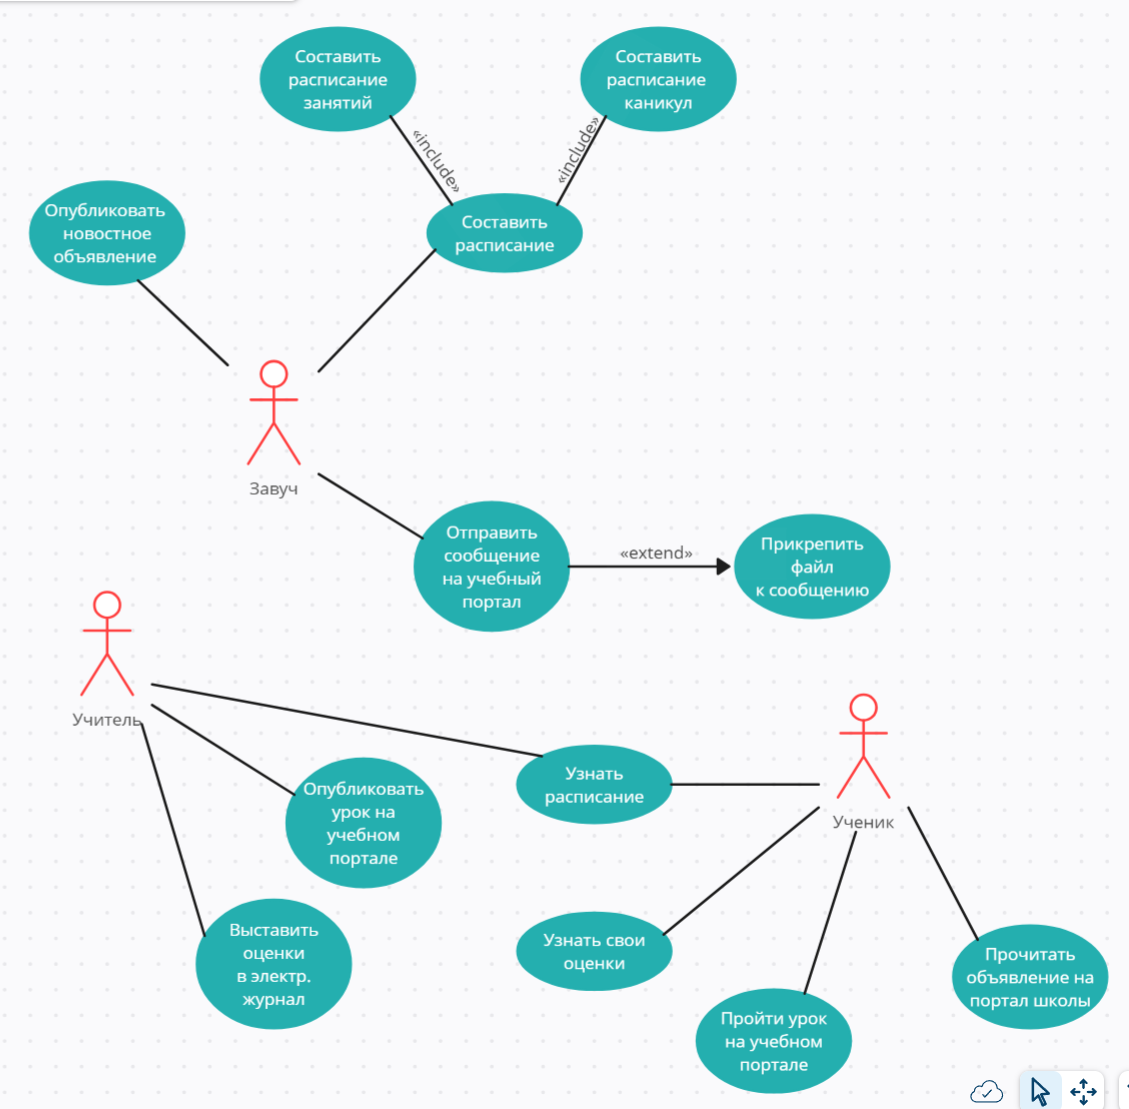 Составить
расписание
занятий
Составить
расписание
каникул
«include»
«include»
Опубликовать
новостное
объявление
Составить
расписание
Завуч
Отправить
сообщение
на учебный
портал
«extend»
Прикрепить
файл
к сообщению
Учитель
Узнать
расписание
Ученик
Опубликовать
урок на
учебном
портале
Выставить
оценки
в электр.
журнал
Узнать свои
оценки
Прочитать
объявление на
портал школы
Пройти урок
на учебном
портале